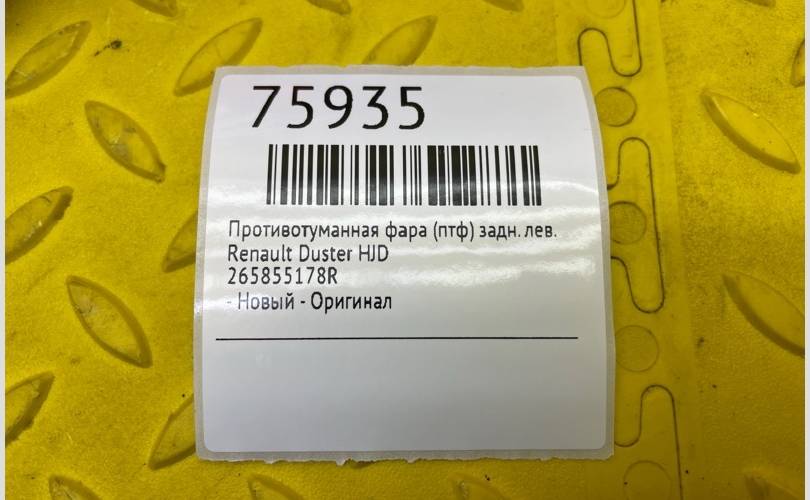 75935
Противотуманная фара (птф) задн. лев.
Renault Duster HJD
265855178R
- Новый - Оригинал